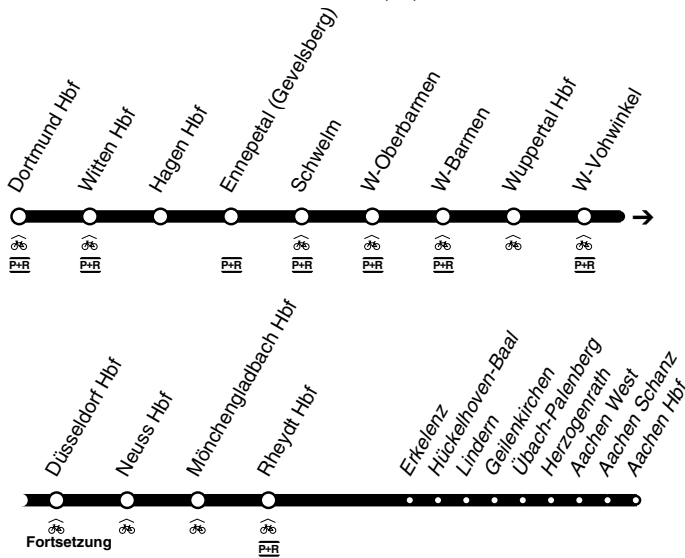 Dortmund Hbf
Witten Hbf
Hagen Hbf
Ennepetal (Gevelsberg)
Schwelm
W-Oberbarmen
W-Barmen
Wuppertal Hbf
W-Vohwinkel
P+R
P+R
P+R
P+R
P+R
P+R
P+R
Düsseldorf Hbf
Neuss Hbf
Mönchengladbach Hbf
Rheydt Hbf
Erkelenz
Hückelhoven-Baal
Lindern
Geilenkirchen
Übach-Palenberg
Herzogenrath
Aachen West
Aachen Schanz
Aachen Hbf
Fortsetzung
P+R